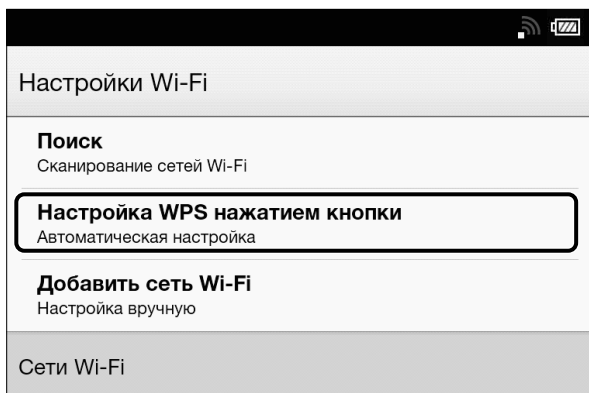 Настройки Wi-Fi
Поиск
Сканирование сетей Wi-Fi
Настройка WPS нажатием кнопки
Автоматическая настройка
Добавить сеть Wi-Fi
Настройка вручную
Сети Wi-Fi